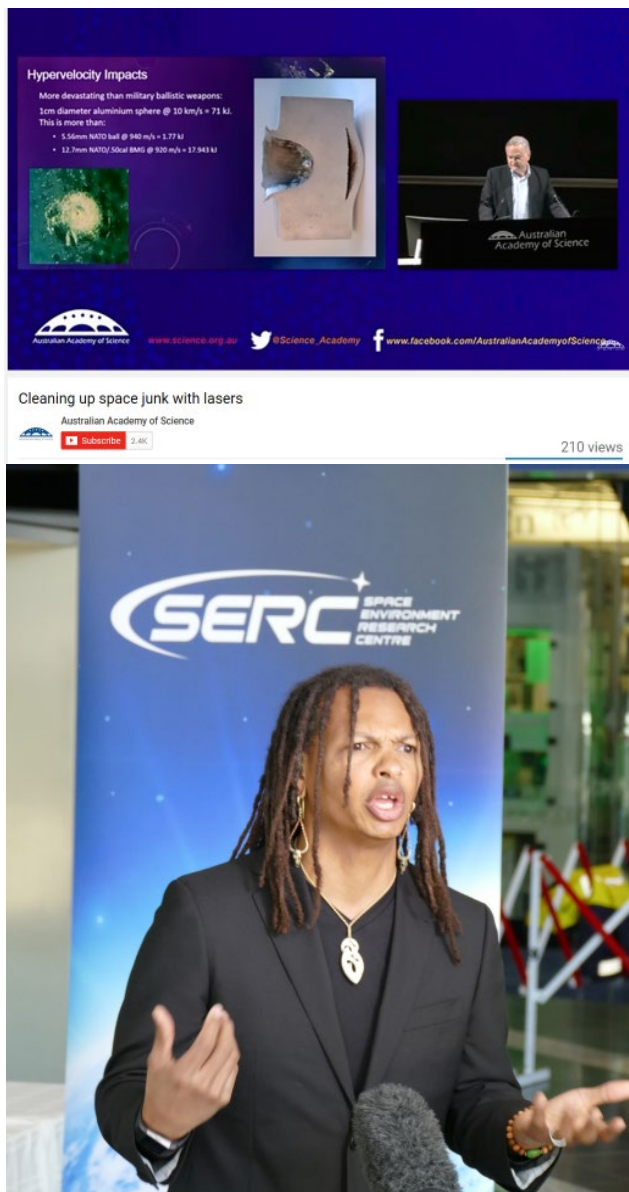 Hypervelocity Impacts
More devastating than military ballistic weapons:
1cm diameter aluminium sphere @ 10 km/s = 71 kJ.
This is more than:
• 5.56mm NATO ball @ 940 m/s = 1.77 kJ
• 12.7mm NATO/.50cal BMG @ 920 m/s = 17.943 kJ
Australian
Academy of Science
Australian Academy of Science
www.science.org.au
@Science_Academy
www.facebook.com/AustralianAcademyofScience
Cleaning up space junk with lasers
Australian Academy of Science
Subscribe 2.4K
210 views
SERC
SPACE
ENVIRONMENT
RESEARCH
CENTRE